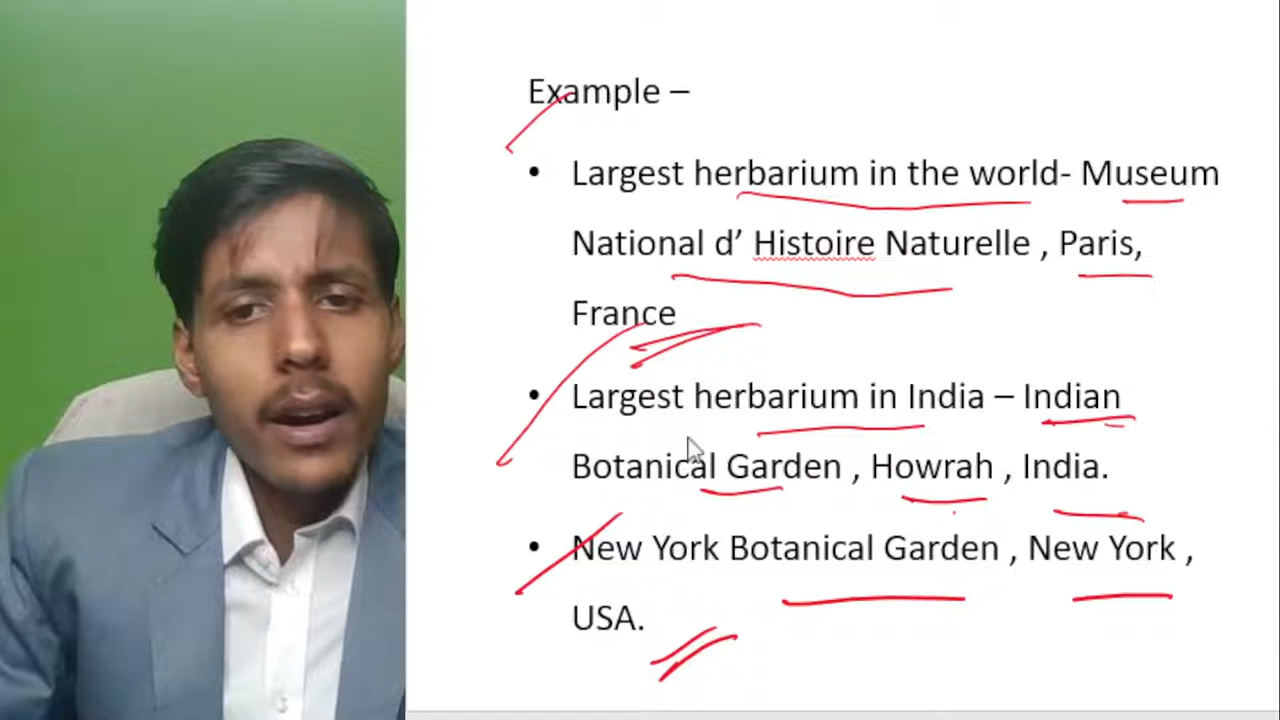 Example –
• Largest herbarium in the world- Museum
National d’ Histoire Naturelle , Paris,
France
• Largest herbarium in India – Indian
Botanical Garden , Howrah , India.
• New York Botanical Garden , New York ,
USA.